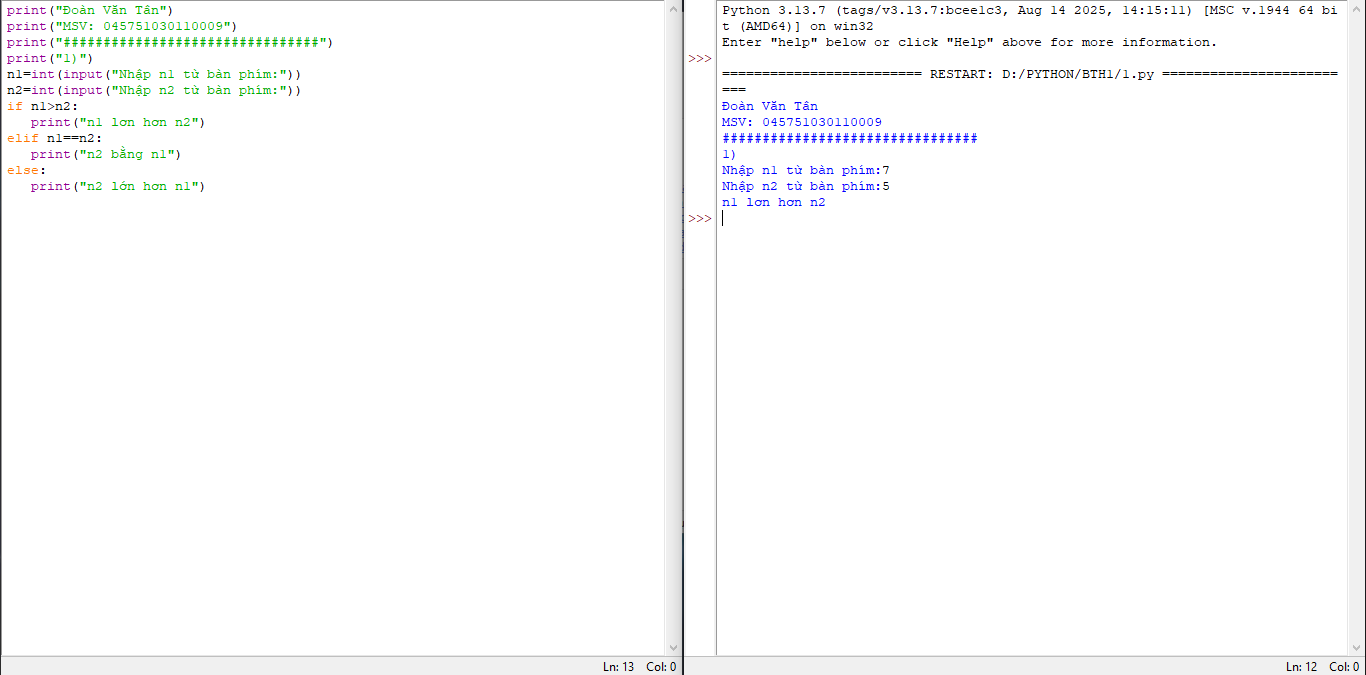 print("Đoàn Văn Tân")
print("MSV: 045751030110009")
print("################################")
print("1)")
n1=int(input("Nhập n1 từ bàn phím:"))
n2=int(input("Nhập n2 từ bàn phím:"))
if n1>n2:
   print("n1 lơn hơn n2")
elif n1==n2:
   print("n2 bằng n1")
else:
   print("n2 lớn hơn n1")
Ln: 13 Col: 0
Python 3.13.7 (tags/v3.13.7:bcee1c3, Aug 14 2025, 14:15:11) [MSC v.1944 64 bi
t (AMD64)] on win32
Enter "help" below or click "Help" above for more information.
>>>
========================= RESTART: D:/PYTHON/BTH1/1.py ======================
===
Đoàn Văn Tân
MSV: 045751030110009
################################
1)
Nhập n1 từ bàn phím:7
Nhập n2 từ bàn phím:5
n1 lơn hơn n2
>>>
Ln: 12 Col: 0